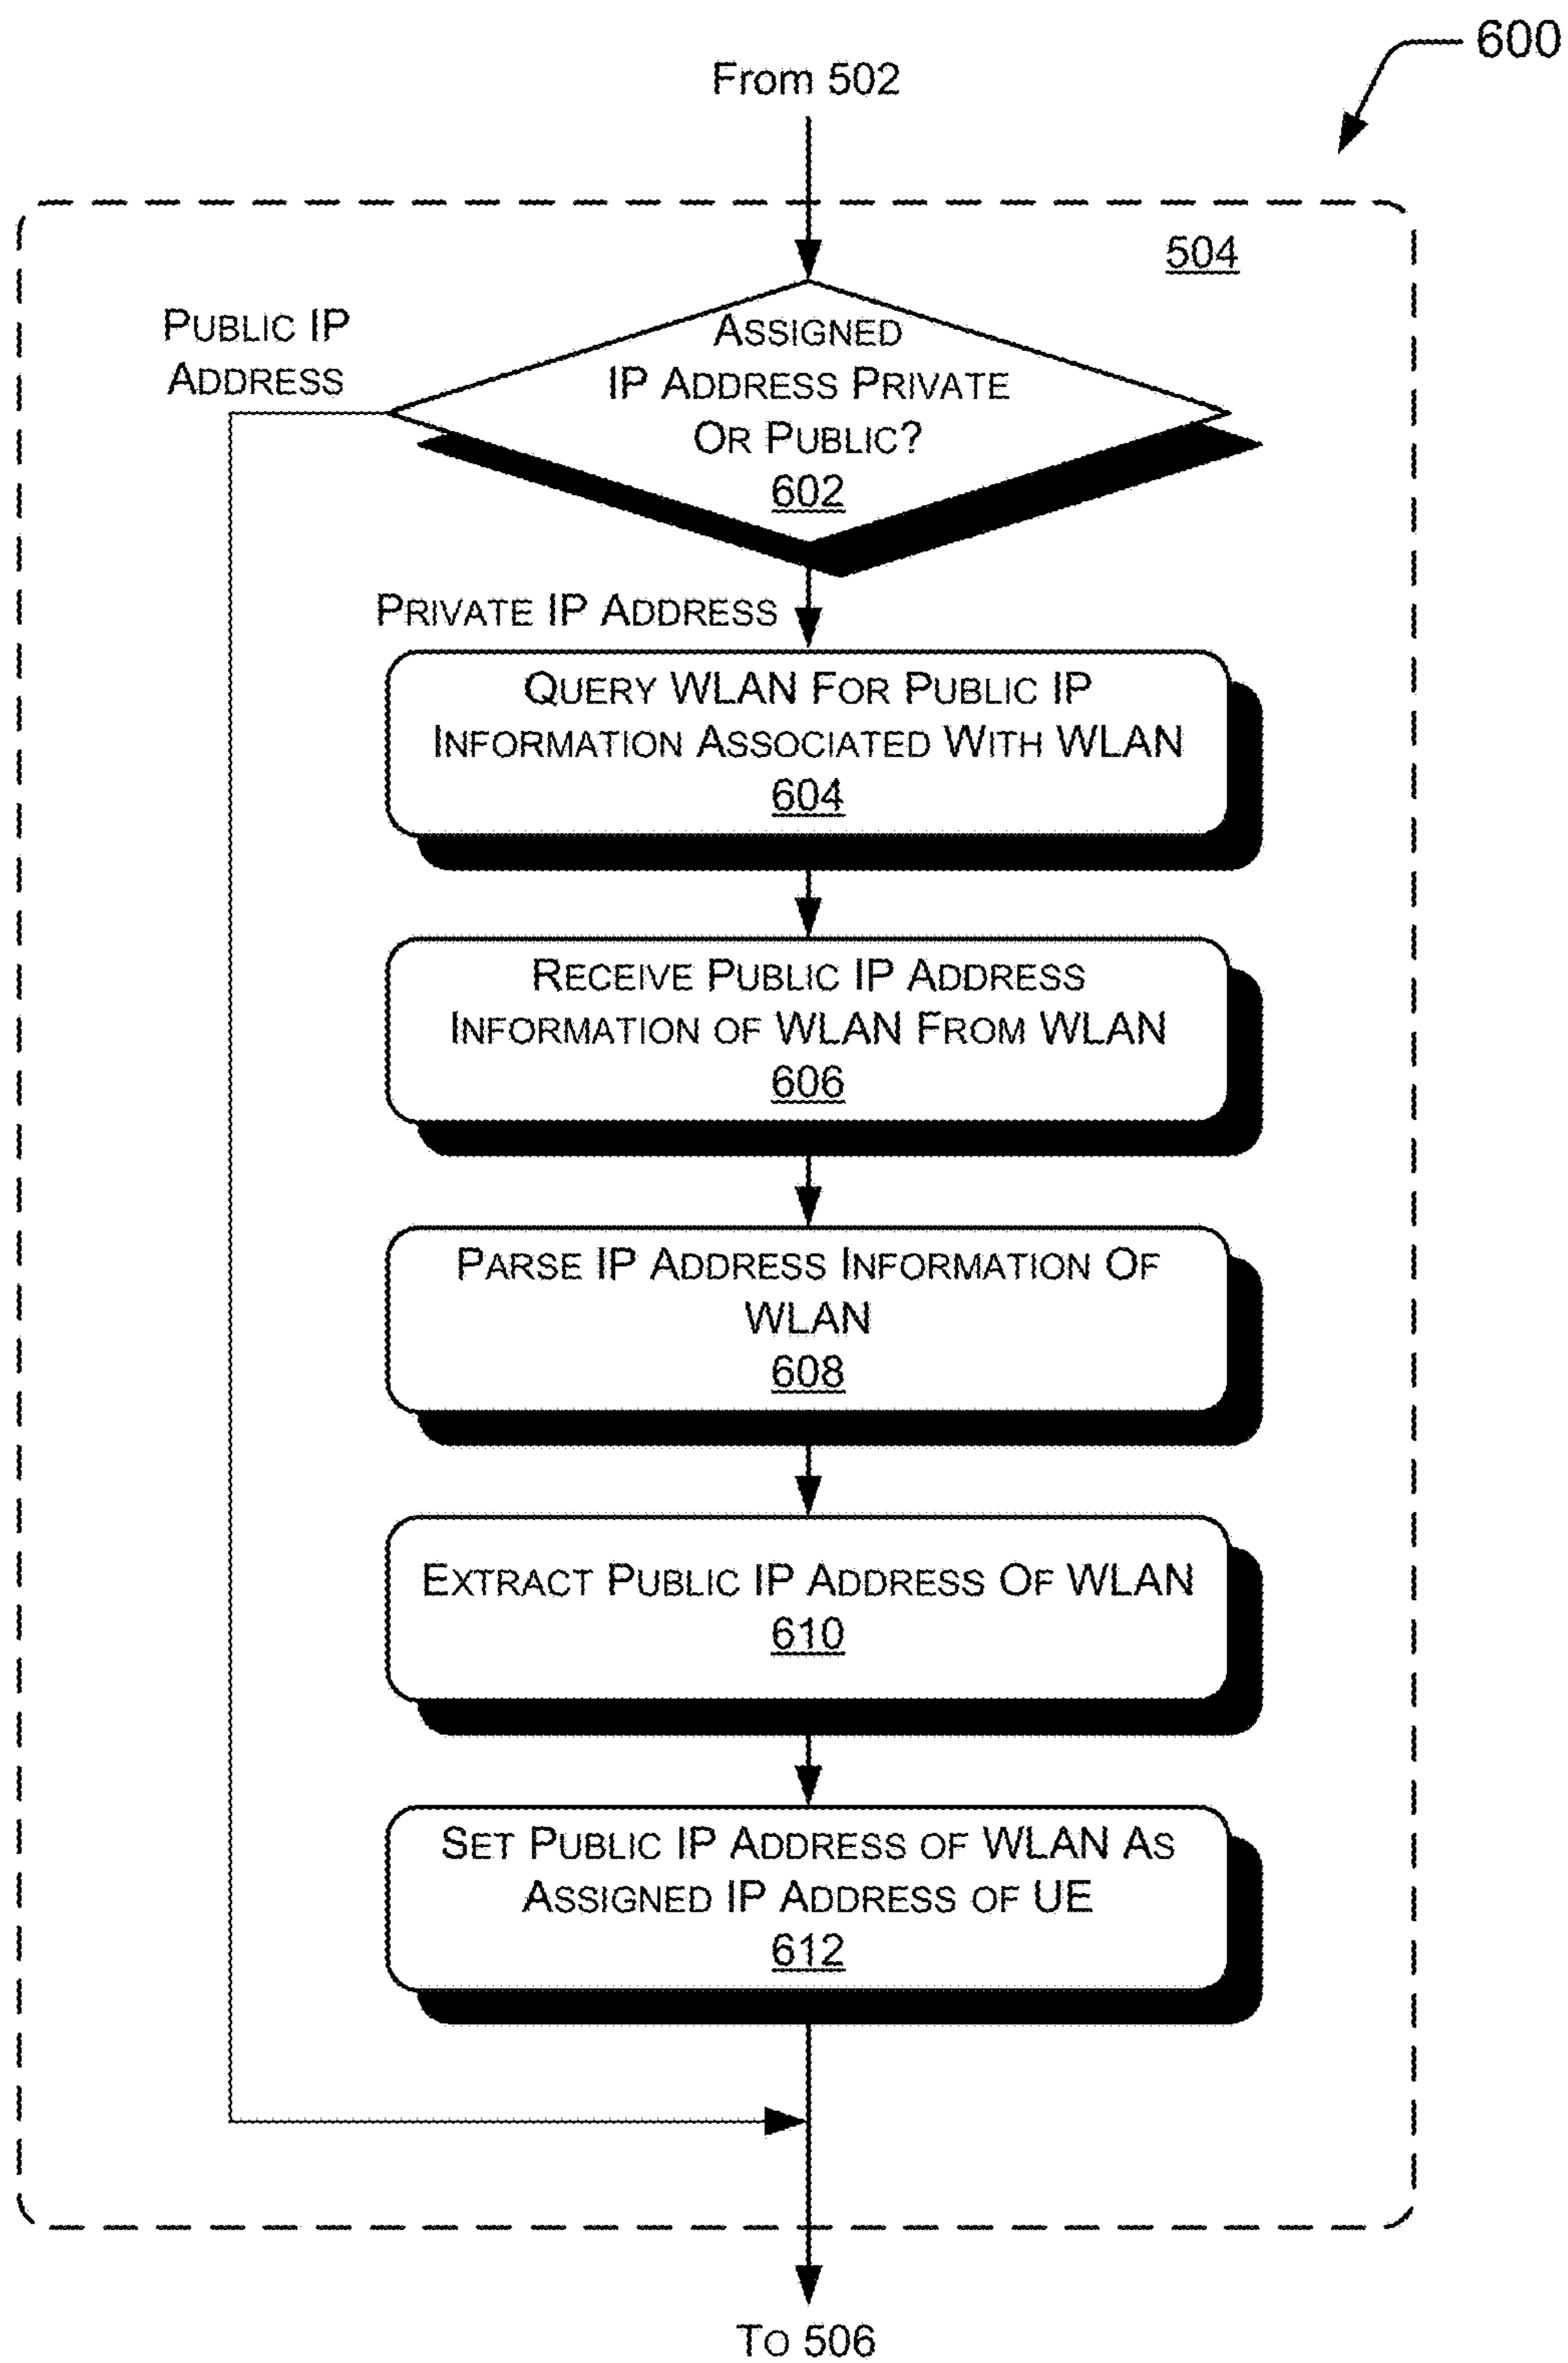 600
From 502
504
PUBLIC IP
ADDRESS
ASSIGNED
IP ADDRESS PRIVATE
OR PUBLIC?
602
PRIVATE IP ADDRESS
QUERY WLAN FOR PUBLIC IP
INFORMATION ASSOCIATED WITH WLAN
604
RECEIVE PUBLIC IP ADDRESS
INFORMATION OF WLAN FROM WLAN
606
PARSE IP ADDRESS INFORMATION OF
WLAN
608
EXTRACT PUBLIC IP ADDRESS OF WLAN
610
SET PUBLIC IP ADDRESS OF WLAN AS
ASSIGNED IP ADDRESS OF UE
612
TO 506